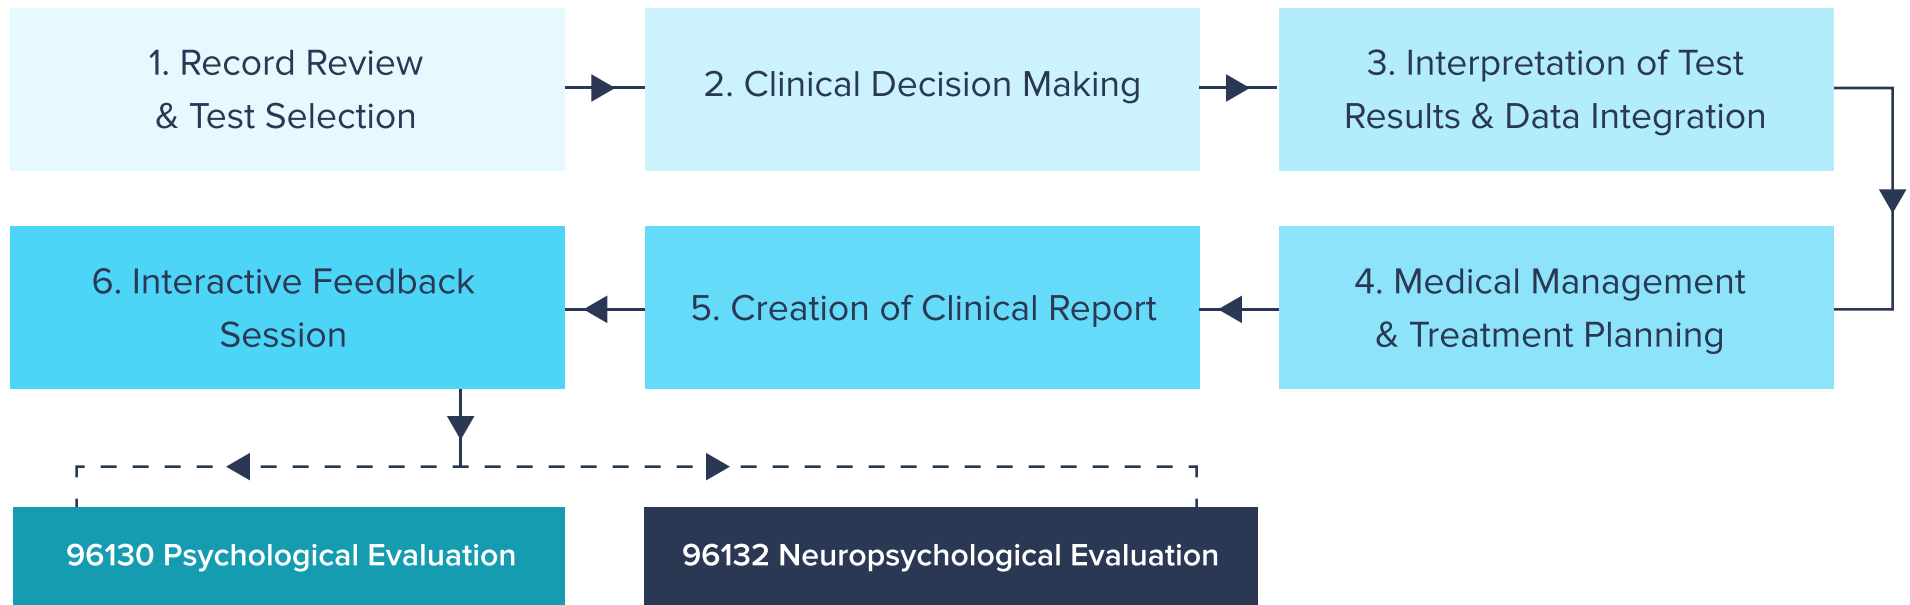 1. Record Review
& Test Selection
2. Clinical Decision Making
3. Interpretation of Test
Results & Data Integration
4. Medical Management
& Treatment Planning
5. Creation of Clinical Report
6. Interactive Feedback
Session
96130 Psychological Evaluation
96132 Neuropsychological Evaluation